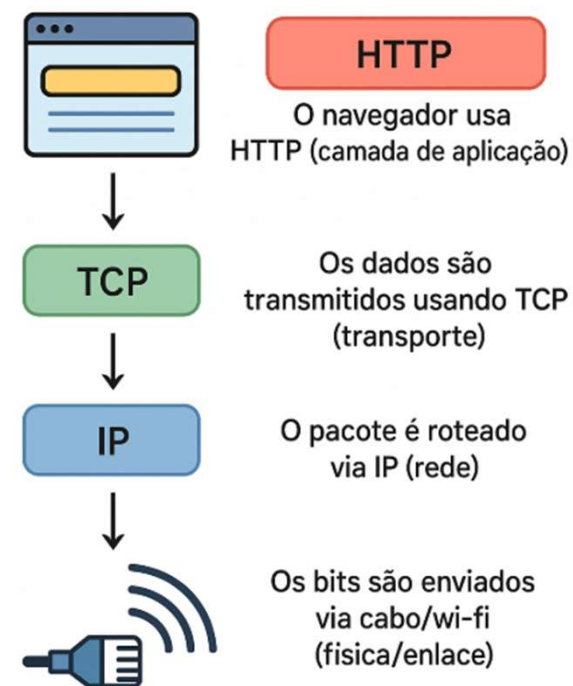 HTTP
O navegador usa
HTTP (camada de aplicação)
TCP
Os dados são
transmitidos usando TCP
(transporte)
IP
O pacote é roteado
via IP (rede)
Os bits são enviados
via cabo/wi-fi
(fisica/enlace)